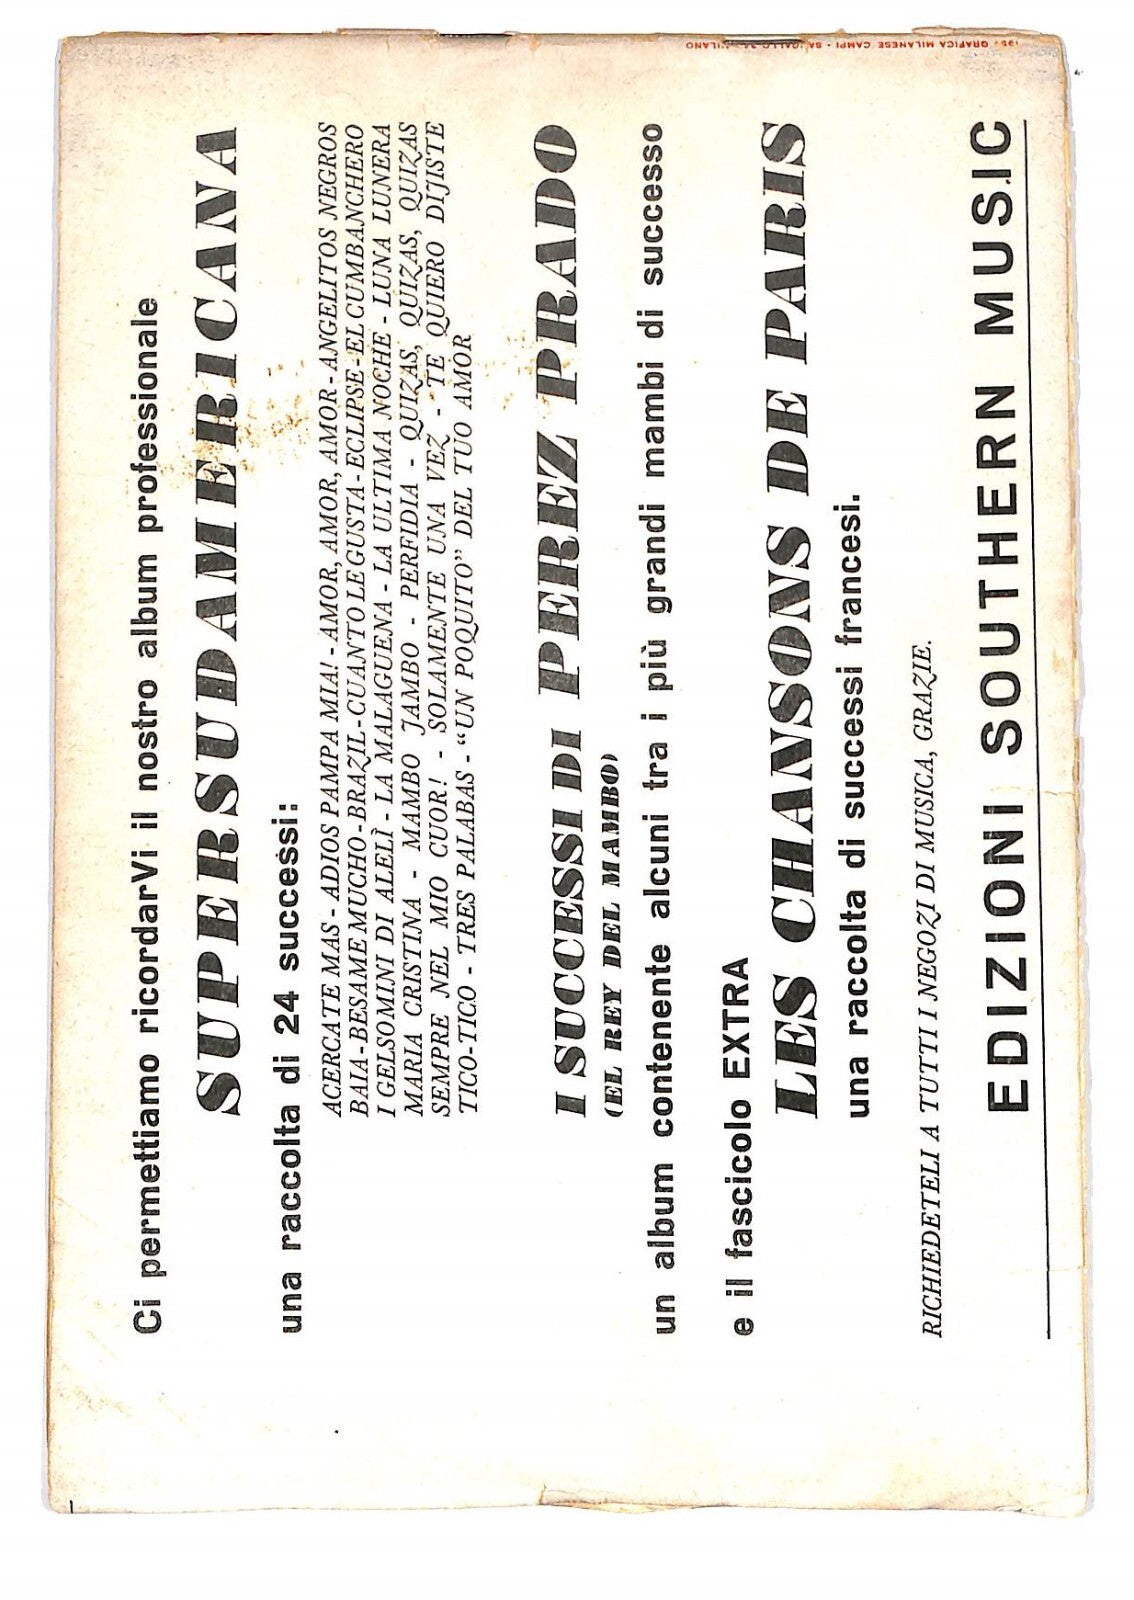 Ci permettiamo ricordarVi il nostro album professionale
SUPERSUDAMERICANA
una raccolta di 24 successi:
ACERCATE MAS - ADIOS PAMPA MIA! - AMOR, AMOR, AMOR - ANGELITOS NEGROS
BAIA - BESAME MUCHO - BRAZIL - CUANTO LE GUSTA - ECLIPSE - EL CUMBANCHERO
I GELSOMINI DI ALELÌ - LA MALAGUENA - LA ULTIMA NOCHE - LUNA LUNERA
MARIA CRISTINA - MAMBO JAMBO - PERFIDIA - QUIZAS, QUIZAS, QUIZAS
SEMPRE NEL MIO CUOR! - SOLAMENTE UNA VEZ - TE QUIERO DIJISTE
TICO-TICO - TRES PALABAS - "UN POQUITO" DEL TUO AMOR
I SUCCESSI DI PEREZ PRADO
(EL REY DEL MAMBO)
un album contenente alcuni tra i più grandi mambi di successo
e il fascicolo EXTRA
LES CHANSONS DE PARIS
una raccolta di successi francesi.
RICHIEDETELI A TUTTI I NEGOZI DI MUSICA, GRAZIE.
EDIZIONI SOUTHERN MUSIC
GRAFICA MILANESE CAMPI